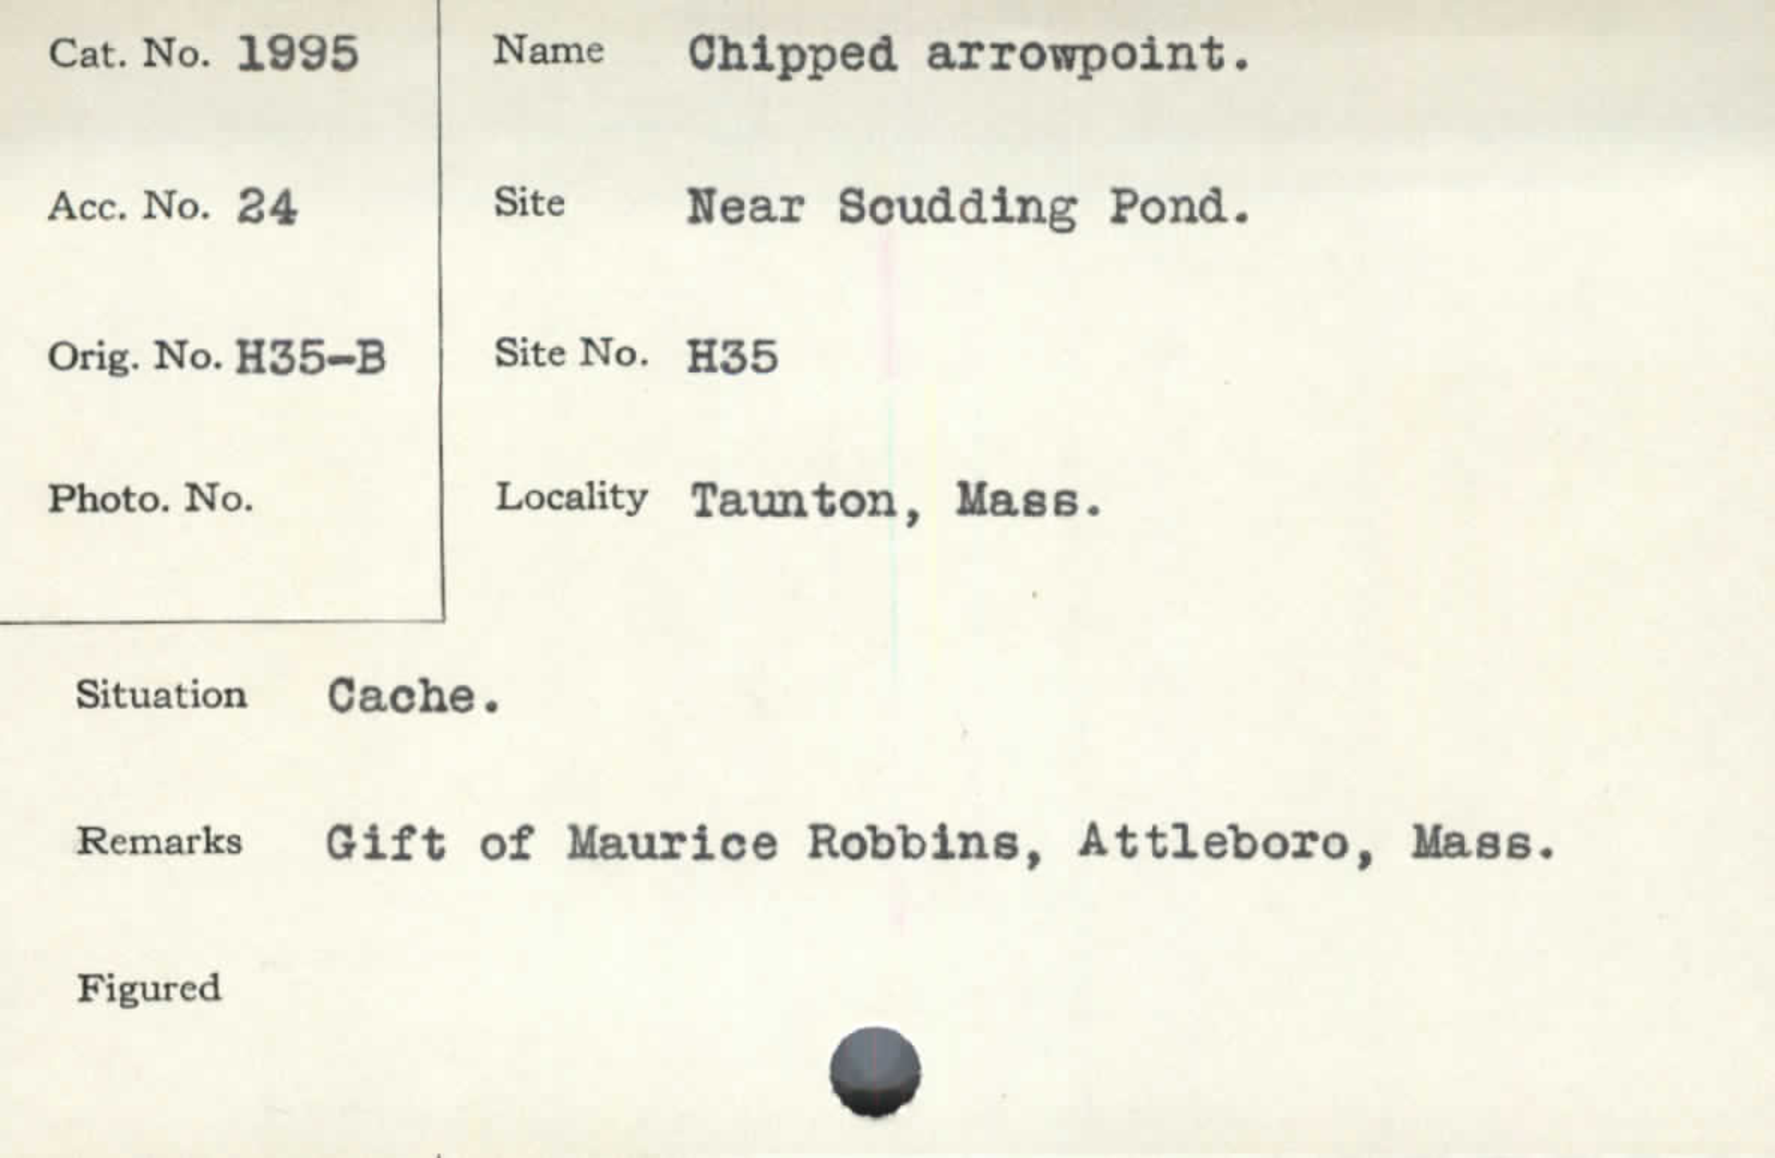 Cat. No. 1995
Name Chipped arrowpoint.
Acc. No. 24
Site Near Scudding Pond.
Orig. No. H35-B
Site No. H35
Photo. No.
Locality Taunton, Mass.
Situation Cache.
Remarks Gift of Maurice Robbins, Attleboro, Mass.
Figured